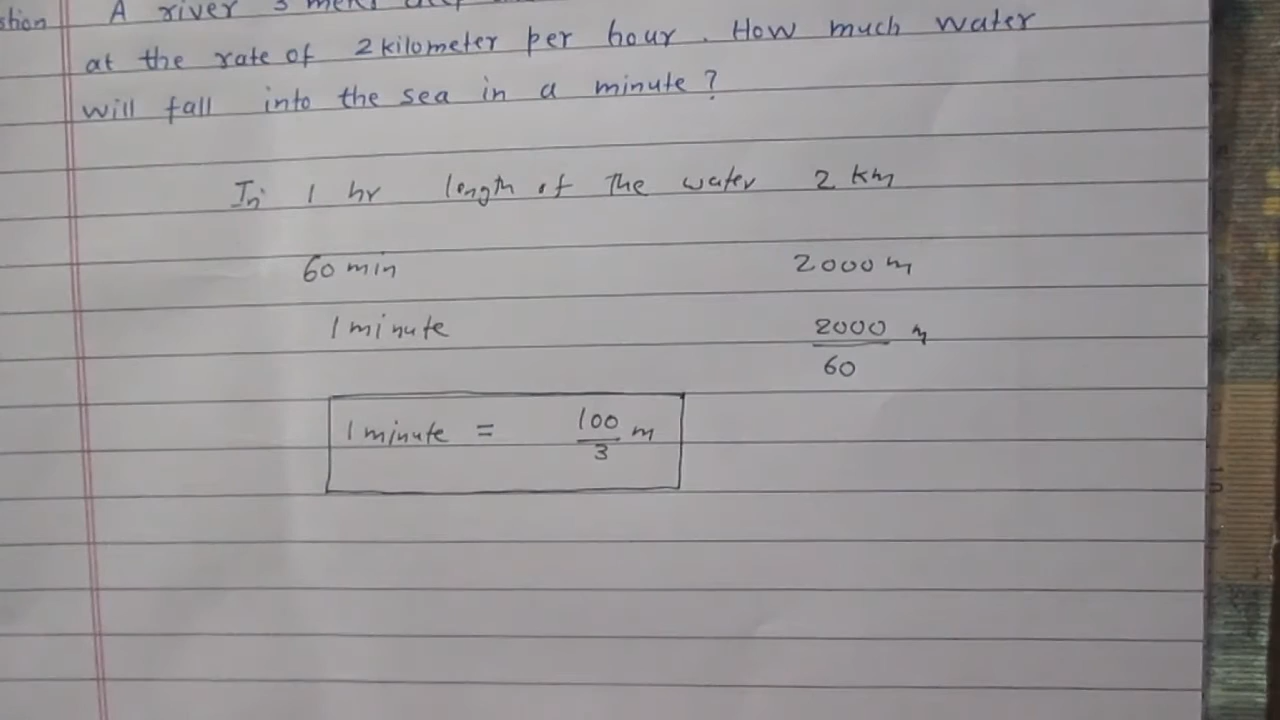 stion A river 3
at the rate of 2 kilometer per hour. How much water
will fall into the sea in a minute?
In 1 hr length of the water 2 km
60 min 2000 m
1 minute 2000 m
60
1 minute = 100 m
3
10